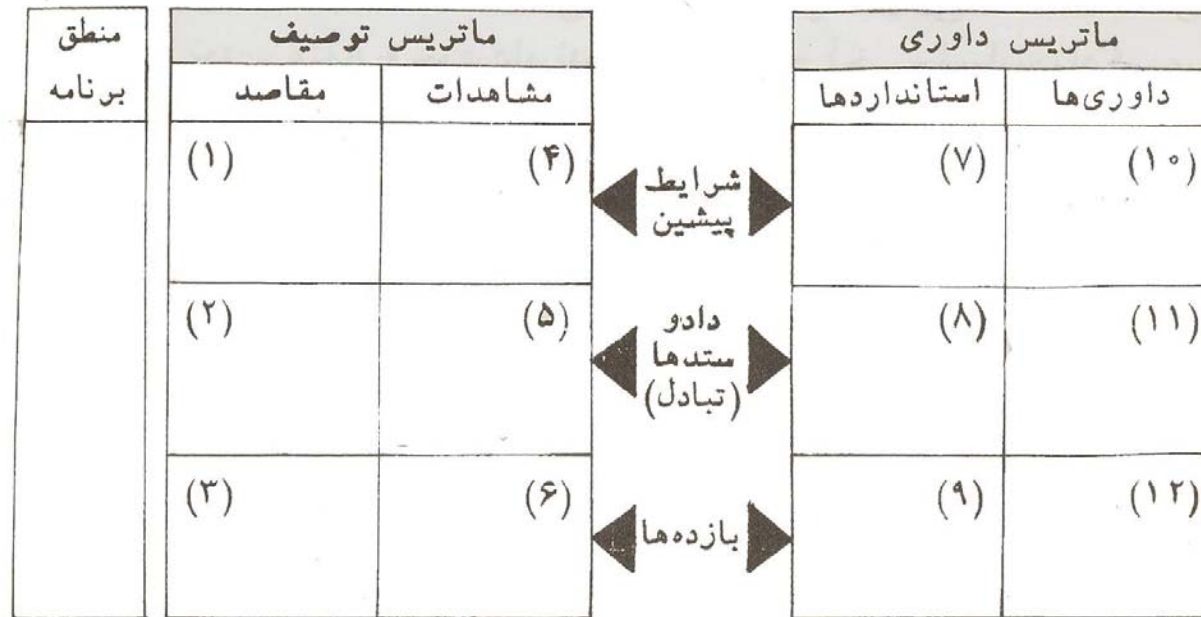 منطق
برنامه
ماتریس توصیف
مقاصد
مشاهدات
(۱)
(۴)
(۲)
(۵)
(۳)
(۶)
شرایط
پیشین
دادو
ستدها
(تبادل)
بازده‌ها
ماتریس داوری
استانداردها
داوری‌ها
(۷)
(۱۰)
(۸)
(۱۱)
(۹)
(۱۲)